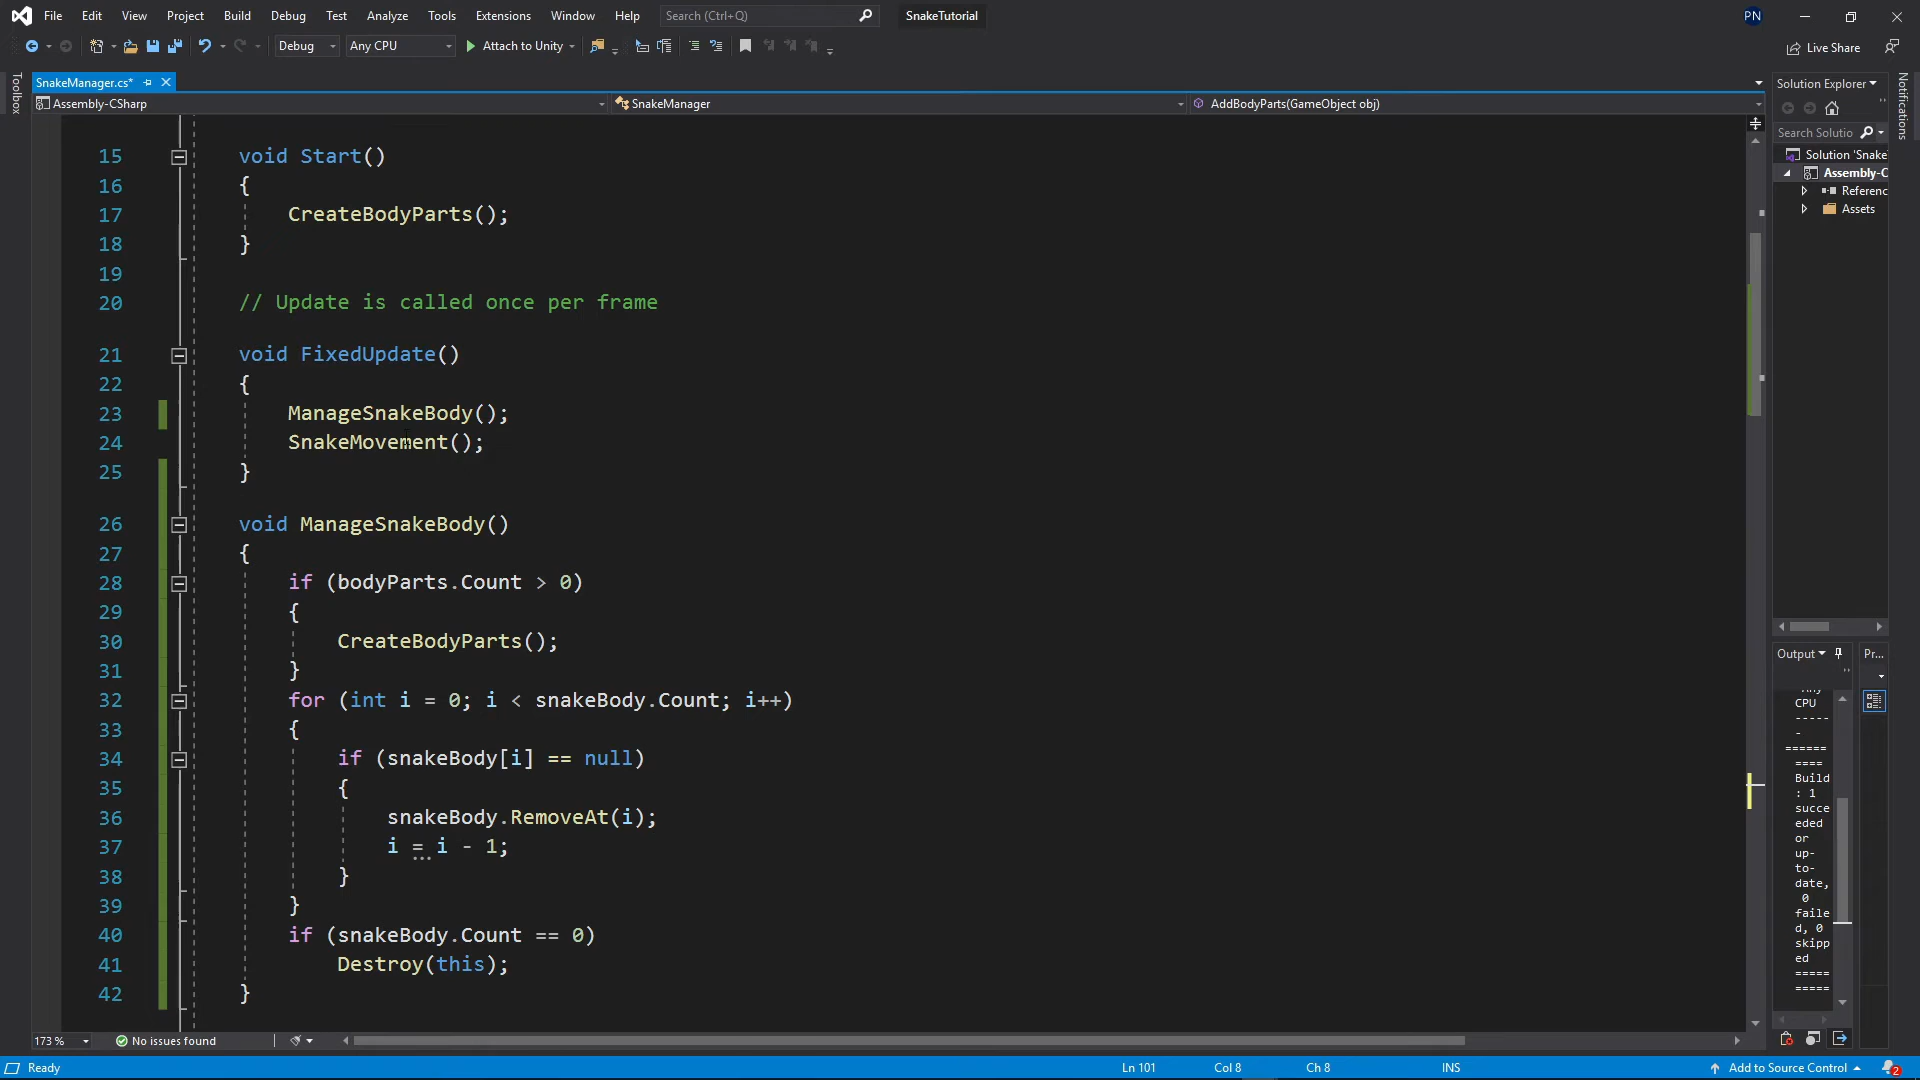 File Edit View Project Build Debug Test Analyze Tools Extensions Window Help Search (Ctrl+Q) SnakeTutorial PN
Debug Any CPU Attach to Unity Live Share
Toolbox
SnakeManager.cs*
Assembly-CSharp SnakeManager AddBodyParts(GameObject obj)
15 void Start()
16 {
17 CreateBodyParts();
18 }
19
20 // Update is called once per frame
21 void FixedUpdate()
22 {
23 ManageSnakeBody();
24 SnakeMovement();
25 }
26 void ManageSnakeBody()
27 {
28 if (bodyParts.Count > 0)
29 {
30 CreateBodyParts();
31 }
32 for (int i = 0; i < snakeBody.Count; i++)
33 {
34 if (snakeBody[i] == null)
35 {
36 snakeBody.RemoveAt(i);
37 i = i - 1;
38 }
39 }
40 if (snakeBody.Count == 0)
41 Destroy(this);
42 }
173 % No issues found
Solution Explorer
Search Solutio
Solution 'Snake
Assembly-C
Referenc
Assets
Notifications
Output
Pr...
CPU
-----
-
======
====
Build
: 1
succe
eded
or
up-
to-
date,
0
faile
d, 0
skipp
ed
=====
=====
Ready Ln 101 Col 8 Ch 8 INS Add to Source Control 2